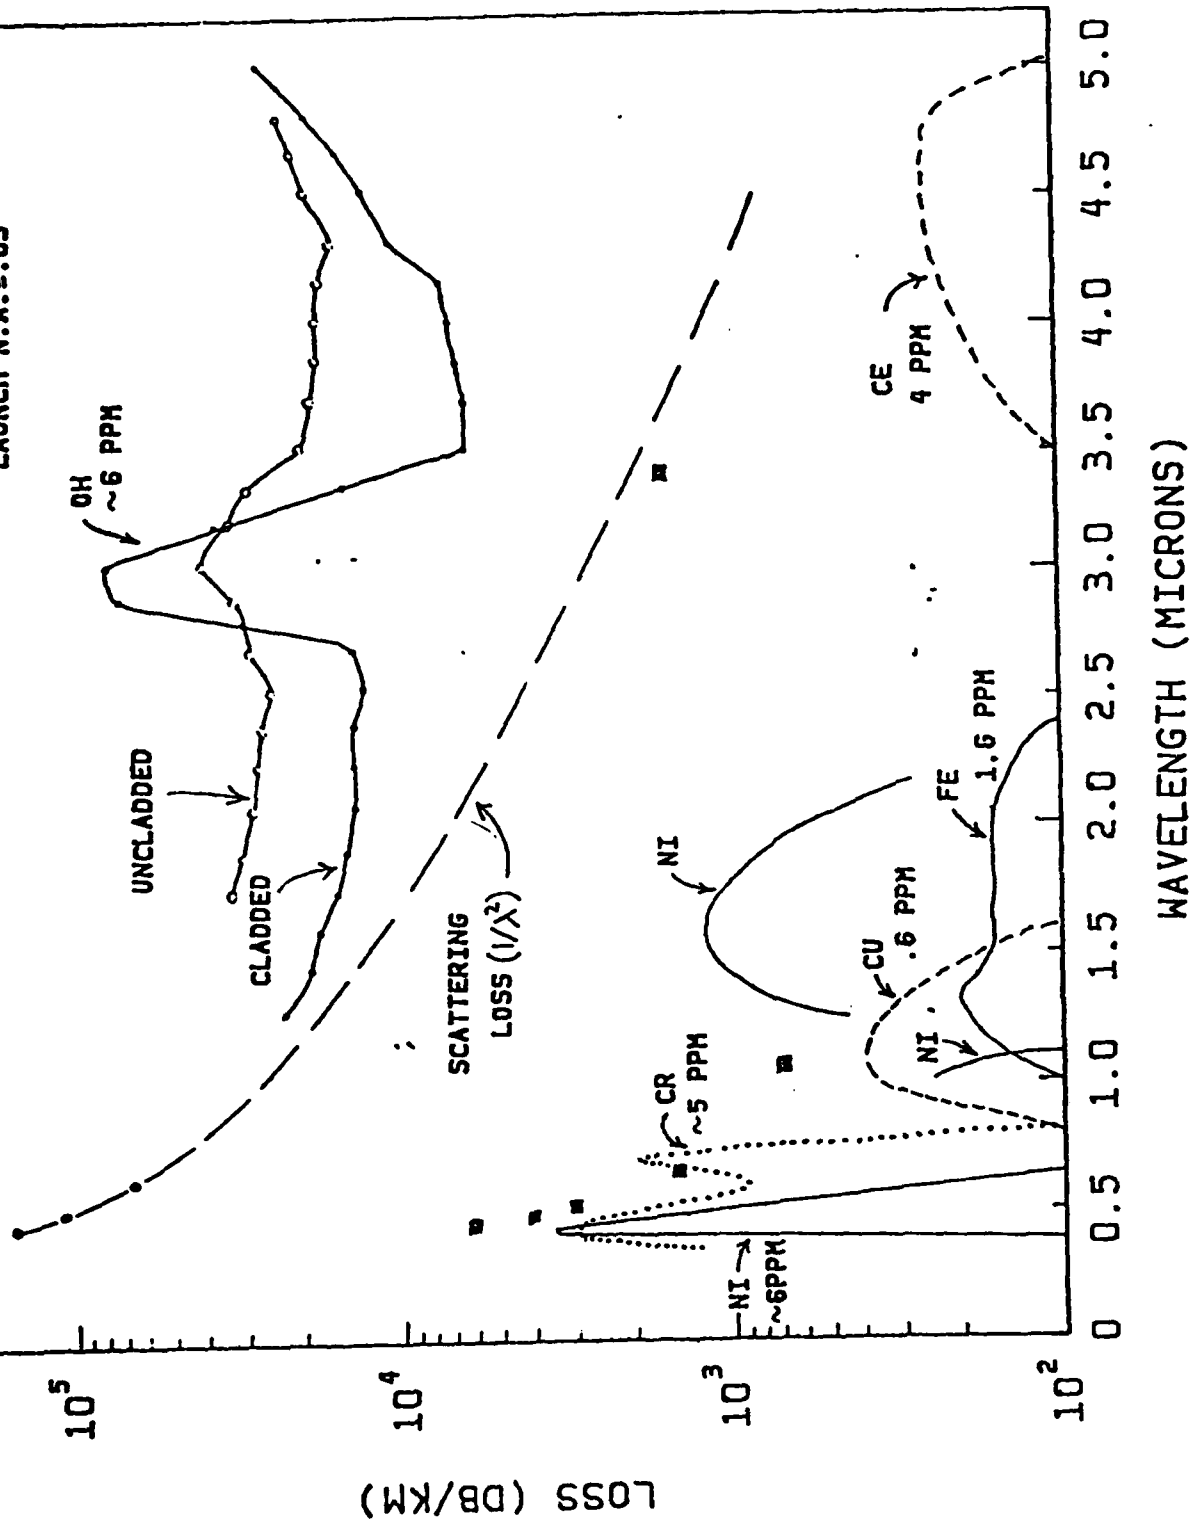 OH
~6 PPM
UNCLADDED
CLADDED
SCATTERING
LOSS (1/λ²)
NI
CE
4 PPM
FE
1.6 PPM
CU
.6 PPM
NI
CR
~5 PPM
NI
~6PPM
LOSS (DB/KM)
10⁵
10⁴
10³
10²
0
0.5
1.0
1.5
2.0
2.5
3.0
3.5
4.0
4.5
5.0
WAVELENGTH (MICRONS)